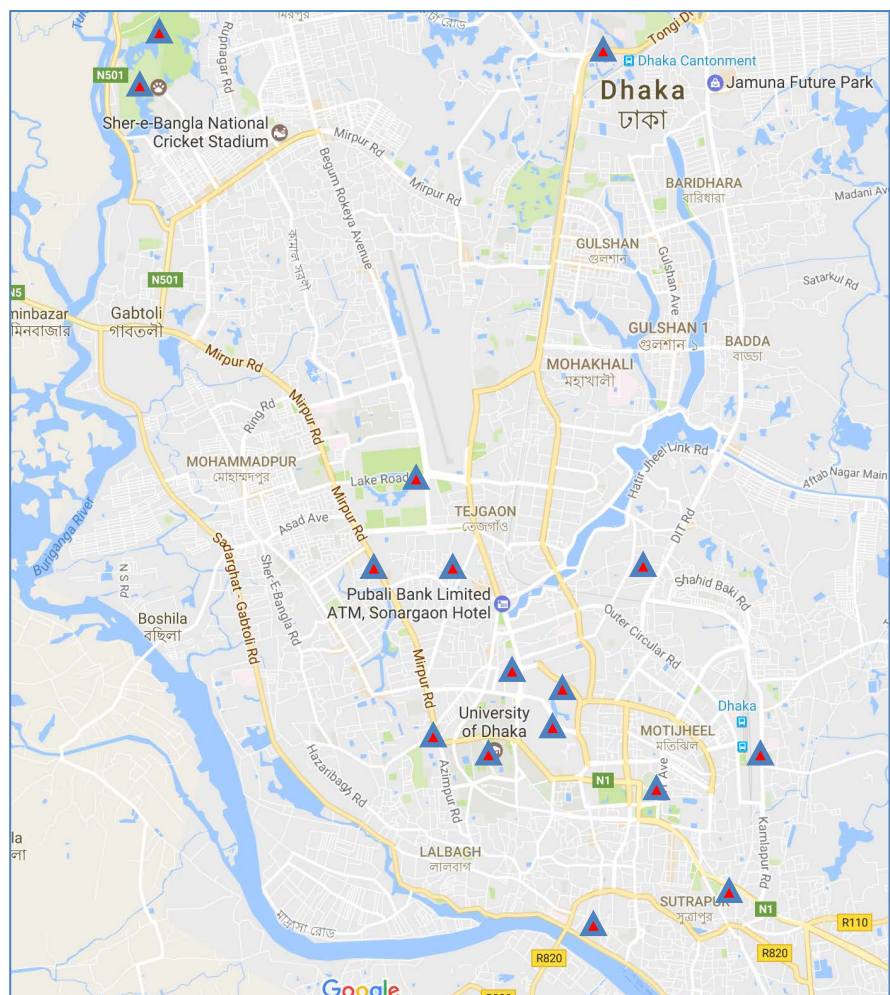 মিরপুর
Rupnagar Rd
N501
Tongi D
Dhaka Cantonment
Jamuna Future Park
Dhaka
ঢাকা
Sher-e-Bangla National
Cricket Stadium
Mirpur Rd
Mirpur Rd
Begum Rokeya Avenue
BARIDHARA
বারিধারা
Madani Av
GULSHAN
গুলশান
Gulshan Ave
N501
Satarkul Rd
N5
minbazar
মিনবাজার
Gabtoli
গাবতলী
GULSHAN 1
গুলশান ১
BADDA
বাড্ডা
Mirpur Rd
MOHAKHALI
মহাখালী
Mirpur Rd
Ring Rd
MOHAMMADPUR
মোহাম্মদপুর
Lake Road
Hatir Jheel Link Rd
Aftab Nagar Main
Mirpur Rd
TEJGAON
তেজগাঁও
Asad Ave
DIT Rd
Buriganga River
Sadarghat - Gabtoli Rd
N S Rd
Sher-E-Bangla Rd
Shahid Baki Rd
Pubali Bank Limited
ATM, Sonargaon Hotel
Boshila
বছিলা
Outer Circular Rd
Mirpur Rd
University
of Dhaka
Dhaka
MOTIJHEEL
মতিঝিল
Hazaribagh Rd
Azimpur Rd
N1
Ave
Kamlapur Rd
la
লা
LALBAGH
লালবাগ
SUTRAPUR
সূত্রাপুর
N1
R110
মাদ্রাসা রোড
R820
R820
Google